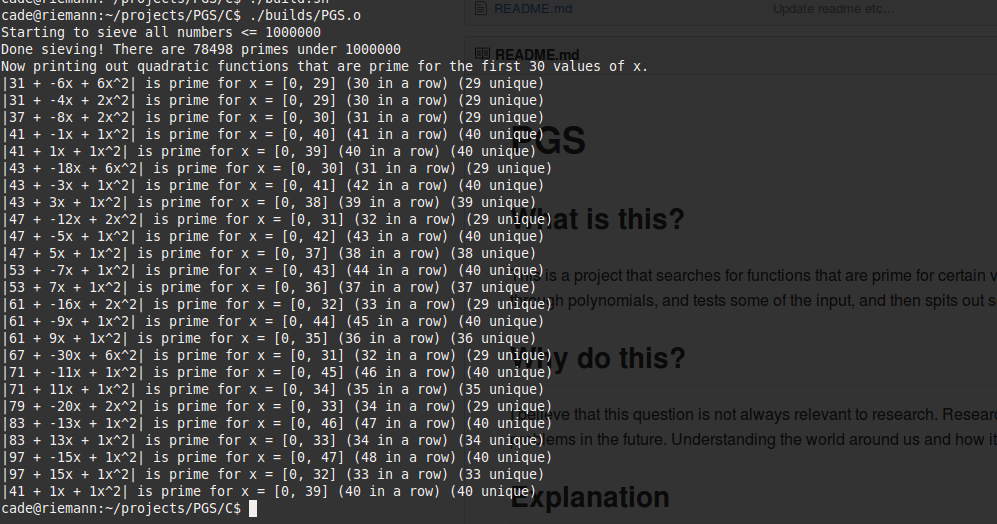 cade@riemann:~/projects/PGS/C$ ./build.sh
README.md Update readme etc...
cade@riemann:~/projects/PGS/C$ ./builds/PGS.o
Starting to sieve all numbers <= 1000000
Done sieving! There are 78498 primes under 1000000
README.md
Now printing out quadratic functions that are prime for the first 30 values of x.
|31 + -6x + 6x^2| is prime for x = [0, 29] (30 in a row) (29 unique)
|31 + -4x + 2x^2| is prime for x = [0, 29] (30 in a row) (29 unique)
|37 + -8x + 2x^2| is prime for x = [0, 30] (31 in a row) (29 unique)
|41 + -1x + 1x^2| is prime for x = [0, 40] (41 in a row) (40 unique)
PGS
|41 + 1x + 1x^2| is prime for x = [0, 39] (40 in a row) (40 unique)
|43 + -18x + 6x^2| is prime for x = [0, 30] (31 in a row) (29 unique)
|43 + -3x + 1x^2| is prime for x = [0, 41] (42 in a row) (40 unique)
|43 + 3x + 1x^2| is prime for x = [0, 38] (39 in a row) (39 unique)
What is this?
|47 + -12x + 2x^2| is prime for x = [0, 31] (32 in a row) (29 unique)
|47 + -5x + 1x^2| is prime for x = [0, 42] (43 in a row) (40 unique)
|47 + 5x + 1x^2| is prime for x = [0, 37] (38 in a row) (38 unique)
|53 + -7x + 1x^2| is prime for x = [0, 43] (44 in a row) (40 unique)
This is a project that searches for functions that are prime for certain v
|53 + 7x + 1x^2| is prime for x = [0, 36] (37 in a row) (37 unique)
through polynomials, and tests some of the input, and then spits out s
|61 + -16x + 2x^2| is prime for x = [0, 32] (33 in a row) (29 unique)
|61 + -9x + 1x^2| is prime for x = [0, 44] (45 in a row) (40 unique)
|61 + 9x + 1x^2| is prime for x = [0, 35] (36 in a row) (36 unique)
Why do this?
|67 + -30x + 6x^2| is prime for x = [0, 31] (32 in a row) (29 unique)
|71 + -11x + 1x^2| is prime for x = [0, 45] (46 in a row) (40 unique)
|71 + 11x + 1x^2| is prime for x = [0, 34] (35 in a row) (35 unique)
|79 + -20x + 2x^2| is prime for x = [0, 33] (34 in a row) (29 unique)
I believe that this question is not always relevant to research. Resear
|83 + -13x + 1x^2| is prime for x = [0, 46] (47 in a row) (40 unique)
|83 + 13x + 1x^2| is prime for x = [0, 33] (34 in a row) (34 unique)
in the future. Understanding the world around us and how it
|97 + -15x + 1x^2| is prime for x = [0, 47] (48 in a row) (40 unique)
|97 + 15x + 1x^2| is prime for x = [0, 32] (33 in a row) (33 unique)
|41 + 1x + 1x^2| is prime for x = [0, 39] (40 in a row) (40 unique)
Explanation
cade@riemann:~/projects/PGS/C$